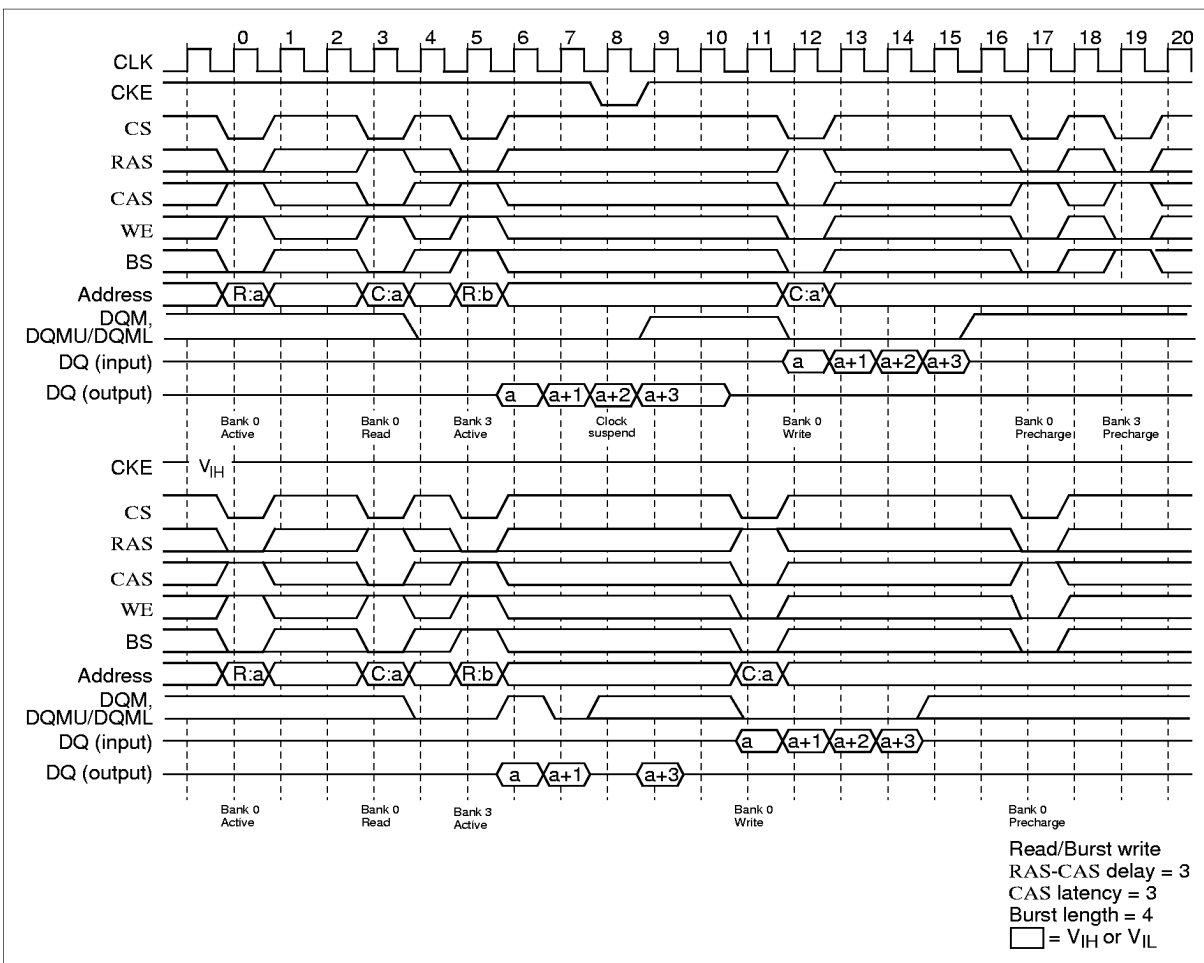 0 1 2 3 4 5 6 7 8 9 10 11 12 13 14 15 16 17 18 19 20
CLK
CKE
CS
RAS
CAS
WE
BS
Address R:a C:a R:b C:a'
DQM,
DQMU/DQML
DQ (input) a a+1 a+2 a+3
DQ (output) a a+1 a+2 a+3
Bank 0 Active Bank 0 Read Bank 3 Active Clock suspend Bank 0 Write Bank 0 Precharge Bank 3 Precharge
CKE VIH
CS
RAS
CAS
WE
BS
Address R:a C:a R:b C:a
DQM,
DQMU/DQML
DQ (input) a a+1 a+2 a+3
DQ (output) a a+1 a+3
Bank 0 Active Bank 0 Read Bank 3 Active Bank 0 Write Bank 0 Precharge
Read/Burst write
RAS-CAS delay = 3
CAS latency = 3
Burst length = 4
= VIH or VIL